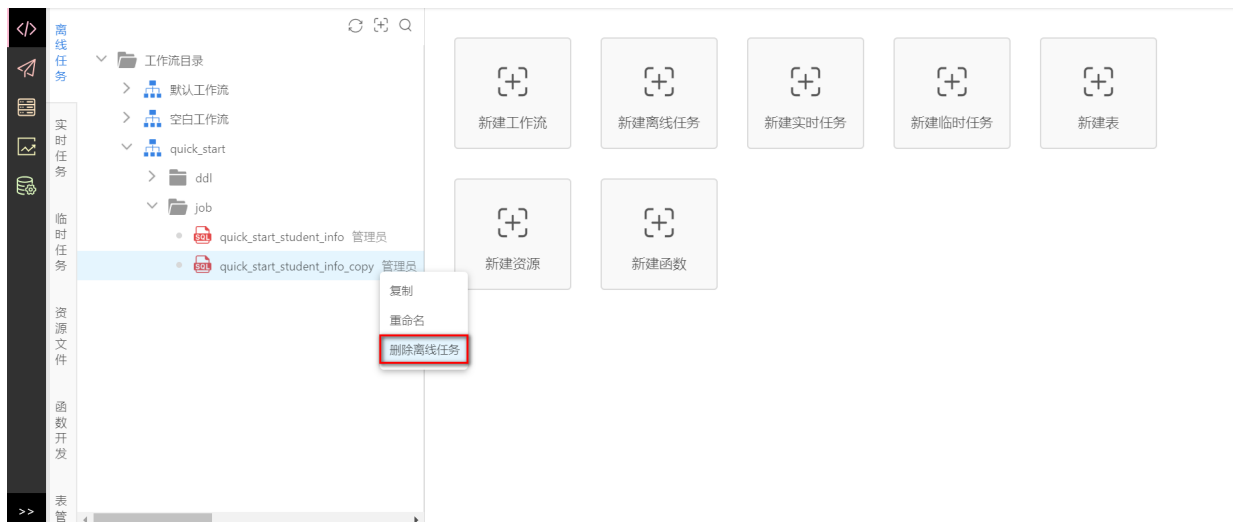 离线任务
实时任务
临时任务
资源文件
函数开发
表管
>>
工作流目录
默认工作流
空白工作流
quick_start
ddl
job
quick_start_student_info 管理员
quick_start_student_info_copy 管理员
复制
重命名
删除离线任务
新建工作流
新建离线任务
新建实时任务
新建临时任务
新建表
新建资源
新建函数